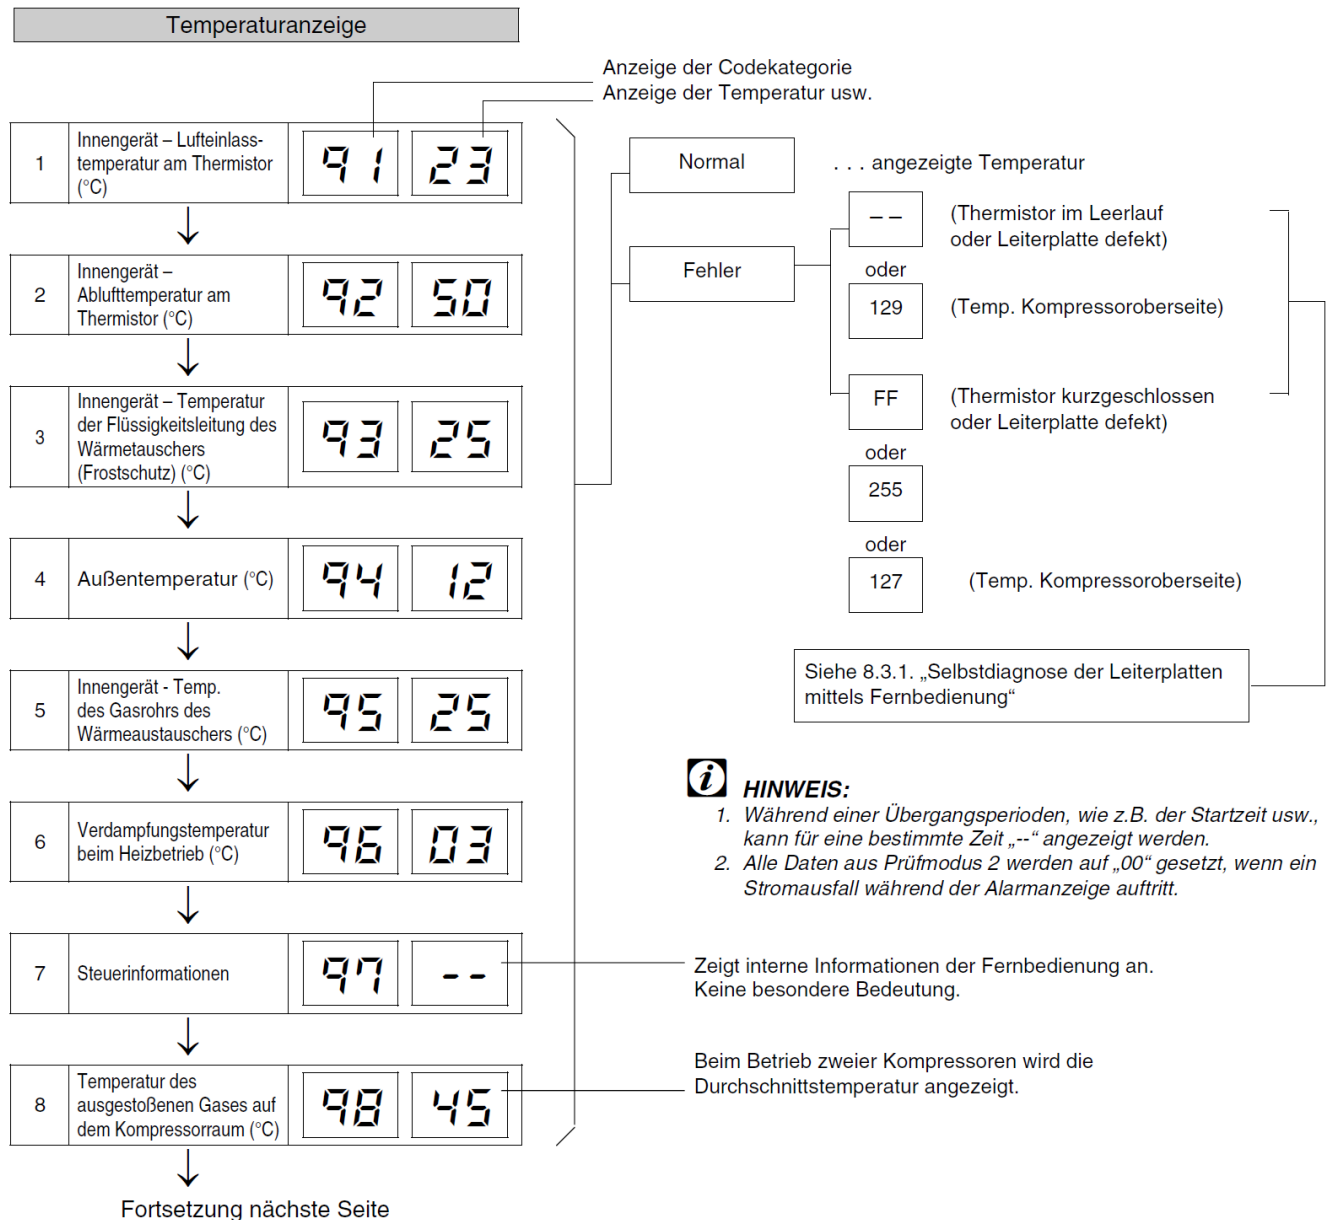 Temperaturanzeige
Anzeige der Codekategorie
Anzeige der Temperatur usw.
1
Innengerät – Lufteinlass-
temperatur am Thermistor
(°C)
91 23
2
Innengerät –
Ablufttemperatur am
Thermistor (°C)
92 50
3
Innengerät – Temperatur
der Flüssigkeitsleitung des
Wärmetauschers
(Frostschutz) (°C)
93 25
4
Außentemperatur (°C)
94 12
5
Innengerät - Temp.
des Gasrohrs des
Wärmeaustauschers (°C)
95 25
6
Verdampfungstemperatur
beim Heizbetrieb (°C)
96 03
7
Steuerinformationen
97 --
8
Temperatur des
ausgestoßenen Gases auf
dem Kompressorraum (°C)
98 45
Fortsetzung nächste Seite
Normal
. . . angezeigte Temperatur
Fehler
– –
(Thermistor im Leerlauf
oder Leiterplatte defekt)
oder
129
(Temp. Kompressoroberseite)
FF
(Thermistor kurzgeschlossen
oder Leiterplatte defekt)
oder
255
oder
127
(Temp. Kompressoroberseite)
Siehe 8.3.1. „Selbstdiagnose der Leiterplatten
mittels Fernbedienung“
i HINWEIS:
1. Während einer Übergangsperioden, wie z.B. der Startzeit usw.,
kann für eine bestimmte Zeit „--“ angezeigt werden.
2. Alle Daten aus Prüfmodus 2 werden auf „00“ gesetzt, wenn ein
Stromausfall während der Alarmanzeige auftritt.
Zeigt interne Informationen der Fernbedienung an.
Keine besondere Bedeutung.
Beim Betrieb zweier Kompressoren wird die
Durchschnittstemperatur angezeigt.